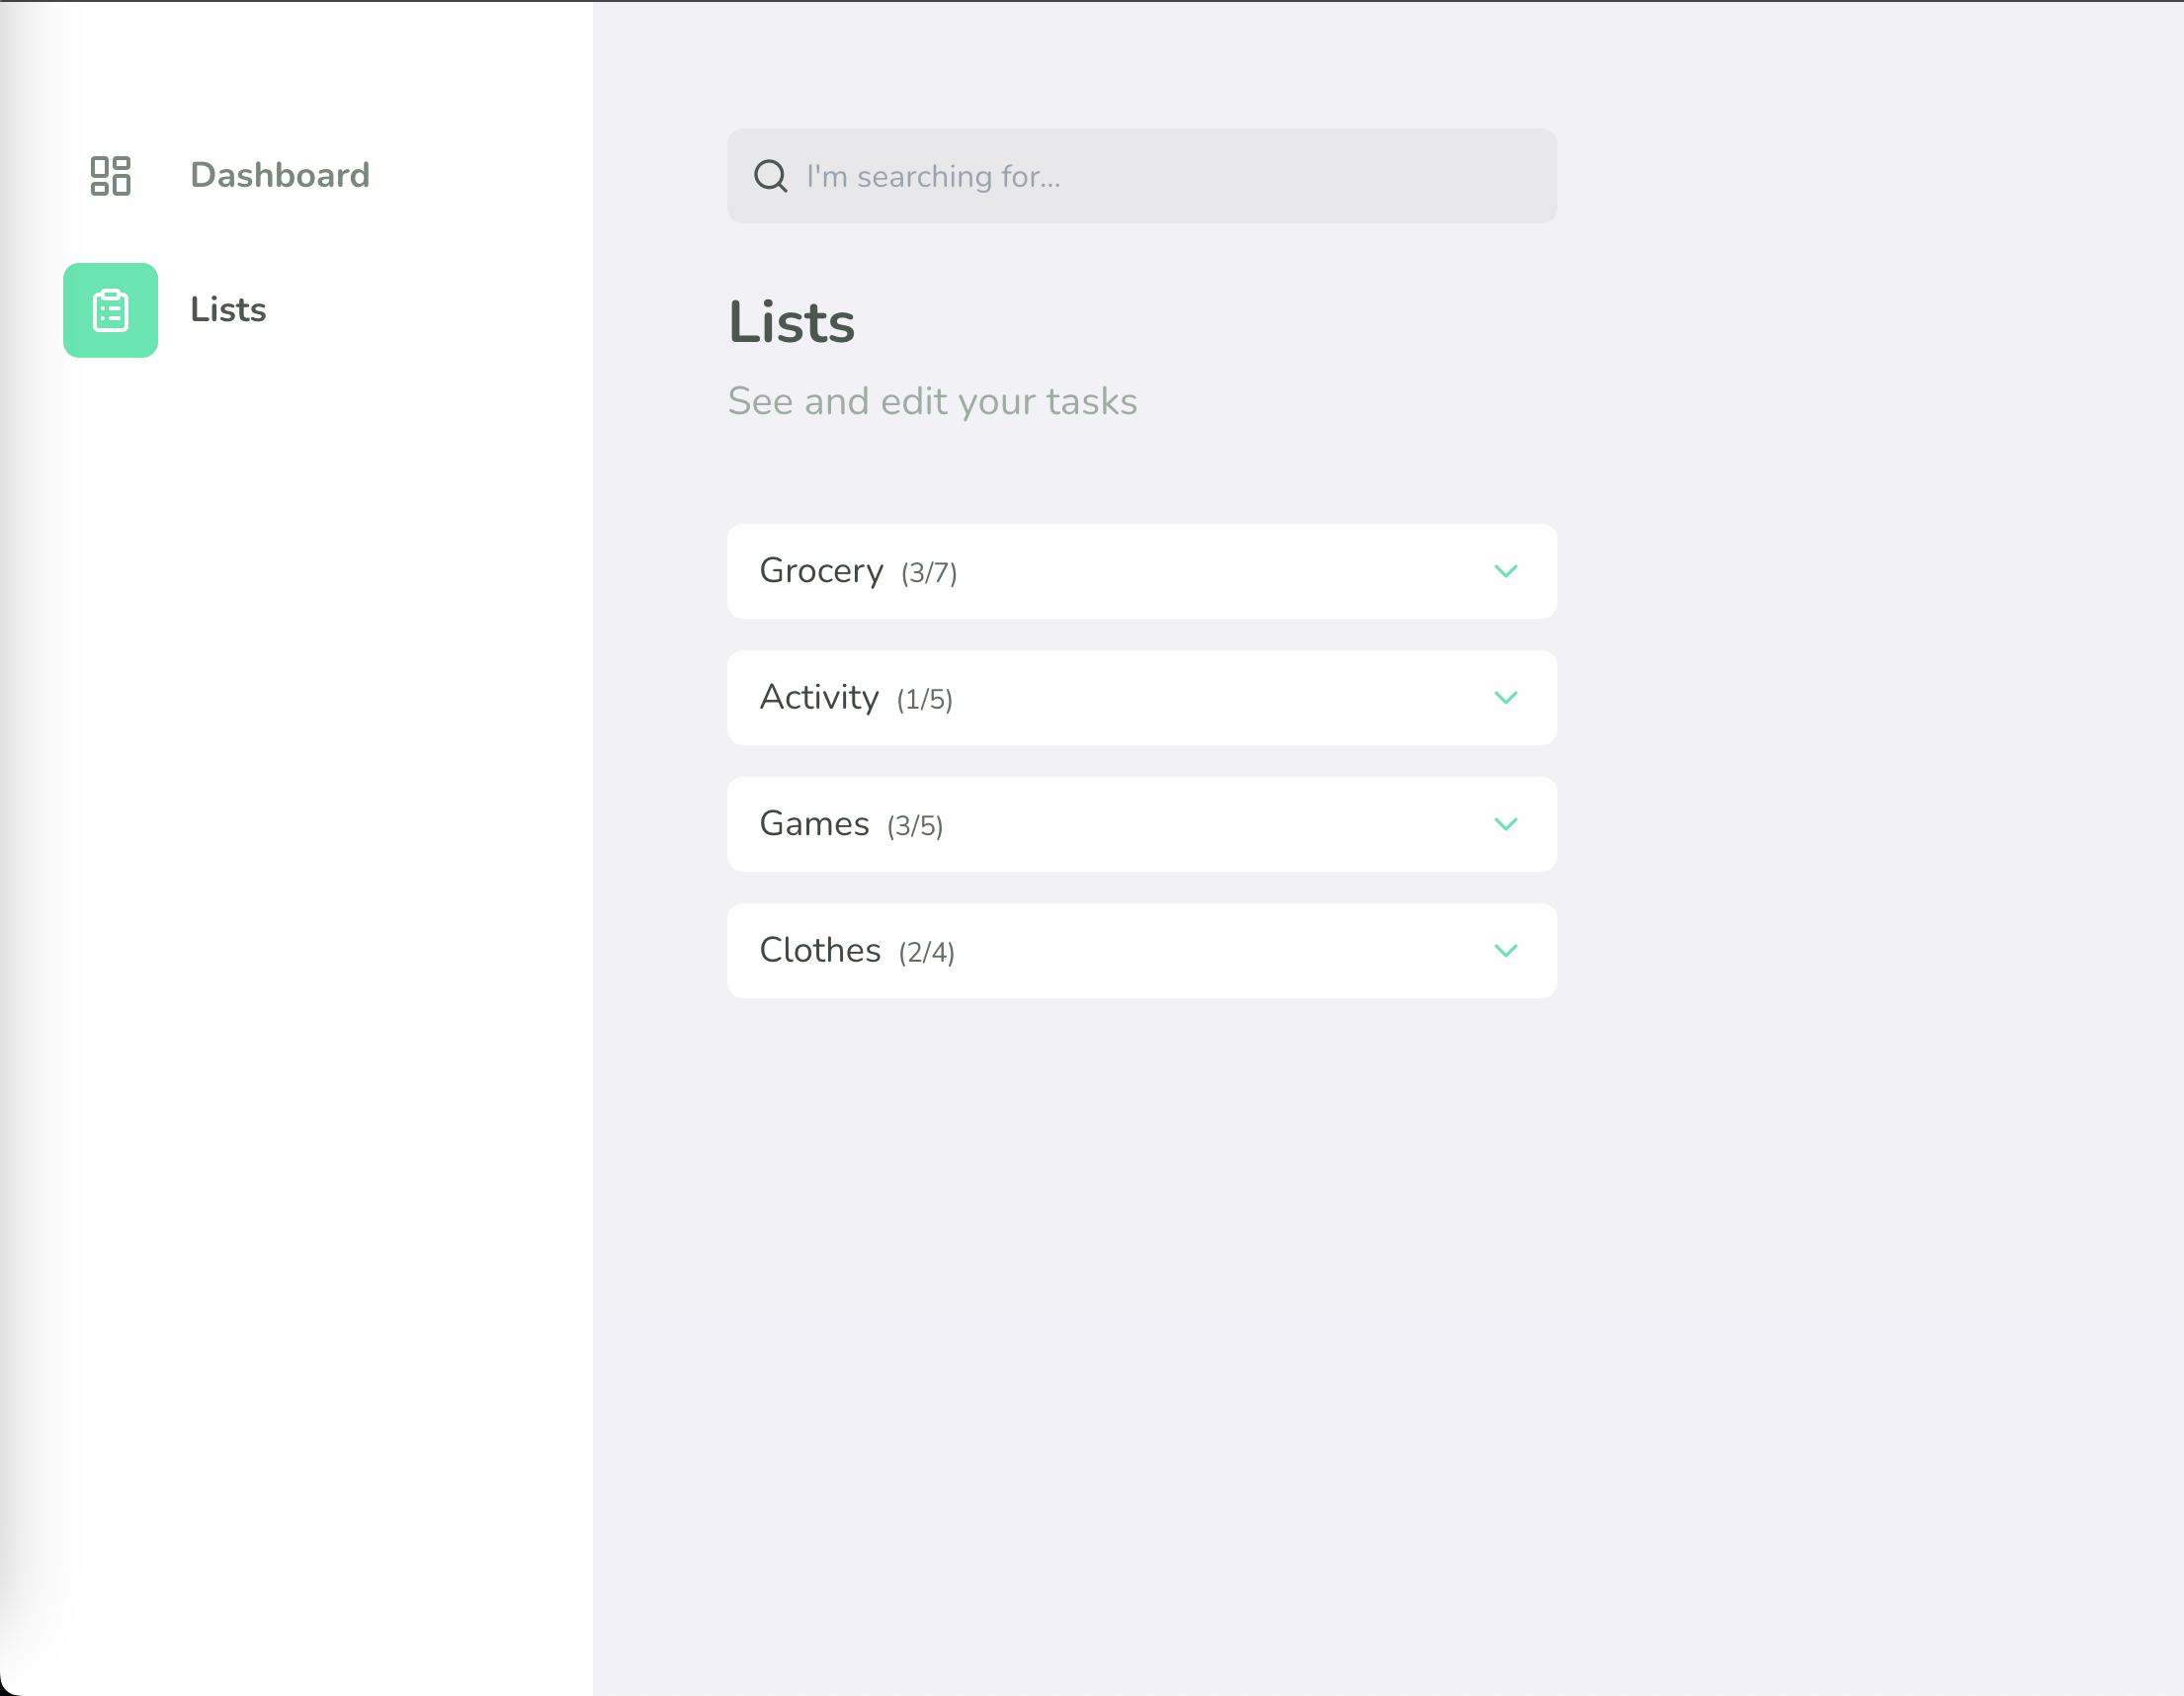 Dashboard
Lists
I'm searching for...
Lists
See and edit your tasks
Grocery (3/7)
Activity (1/5)
Games (3/5)
Clothes (2/4)